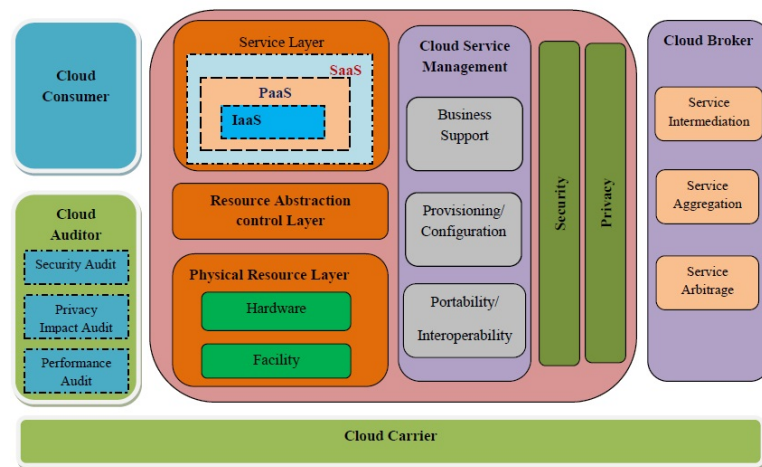 Cloud
Consumer
Cloud
Auditor
Security Audit
Privacy
Impact Audit
Performance
Audit
Service Layer
SaaS
PaaS
IaaS
Resource Abstraction
control Layer
Physical Resource Layer
Hardware
Facility
Cloud Service
Management
Business
Support
Provisioning/
Configuration
Portability/
Interoperability
Security
Privacy
Cloud Broker
Service
Intermediation
Service
Aggregation
Service
Arbitrage
Cloud Carrier